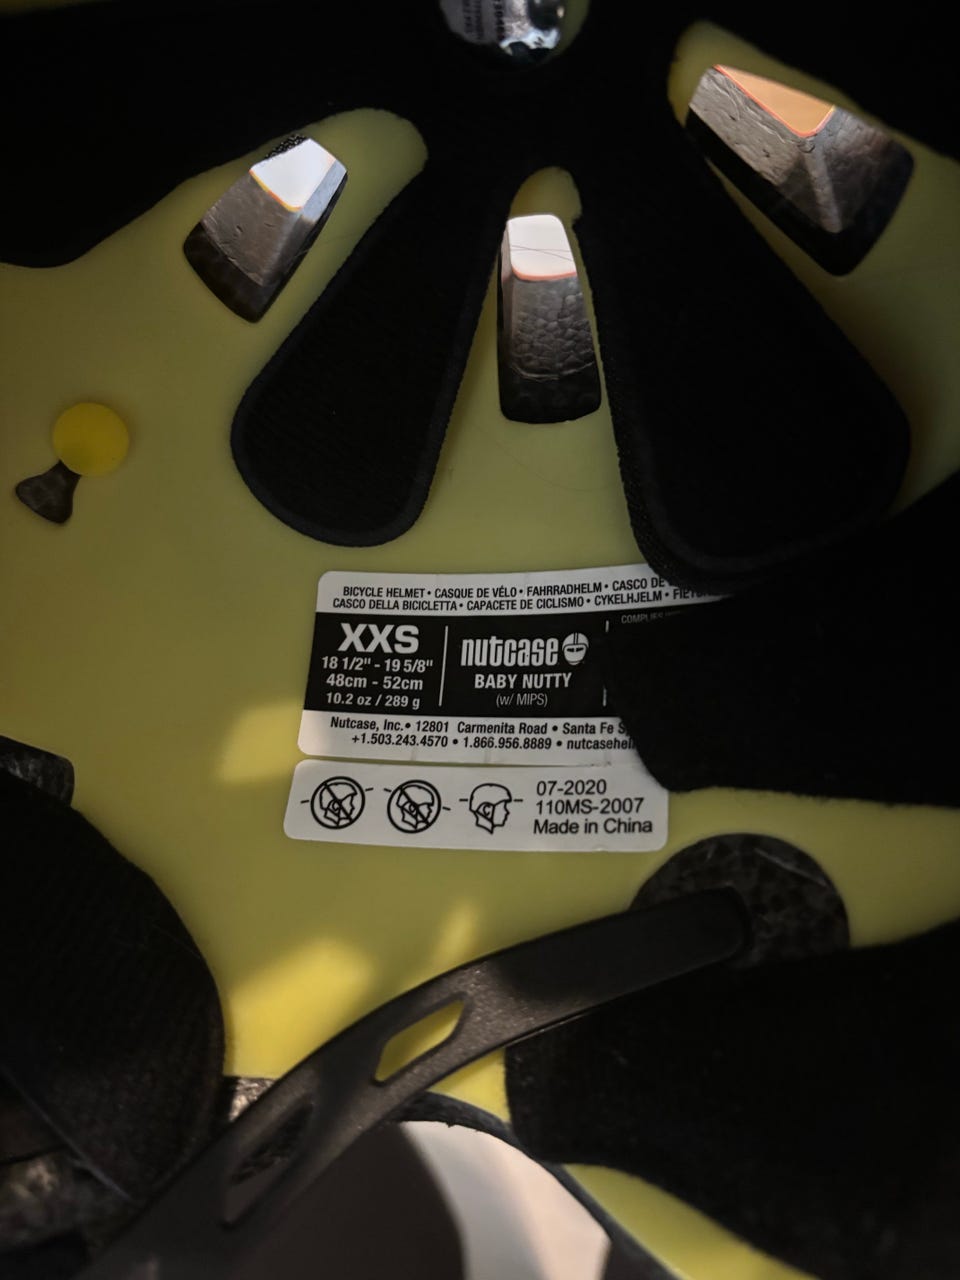 BICYCLE HELMET • CASQUE DE VÉLO • FAHRRADHELM • CASCO DE
CASCO DELLA BICICLETTA • CAPACETE DE CICLISMO • CYKELHJELM •
XXS
18 1/2" - 19 5/8"
48cm - 52cm
10.2 oz / 289 g
nutcase
BABY NUTTY
(w/ MIPS)
COMPLIES
Nutcase, Inc. • 12801 Carmenita Road • Santa Fe
+1.503.243.4570 • 1.866.956.8889 •
07-2020
110MS-2007
Made in China